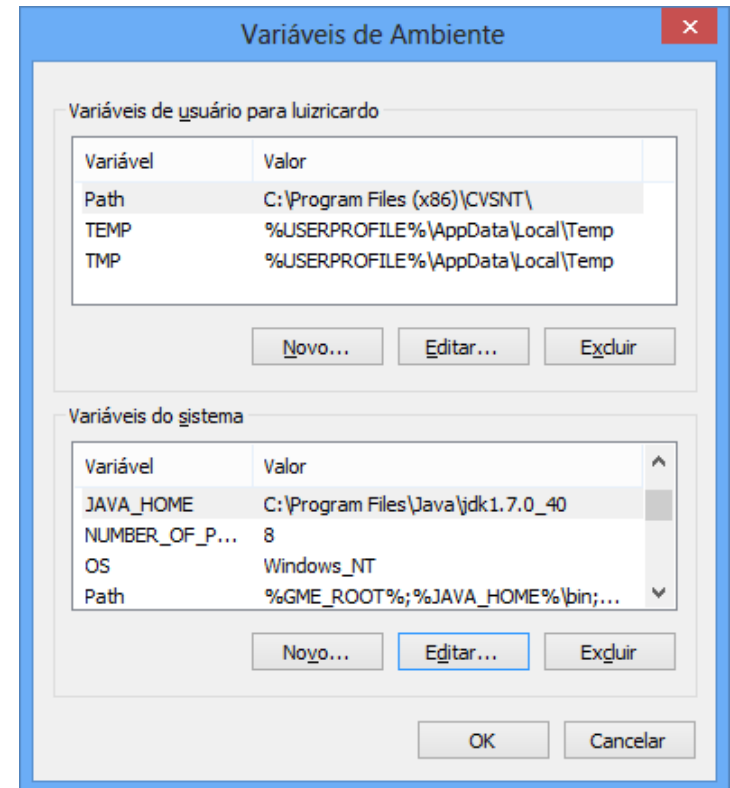 Variáveis de Ambiente
Variáveis de usuário para luizricardo
Variável Valor
Path C:\Program Files (x86)\CVSNT\
TEMP %USERPROFILE%\AppData\Local\Temp
TMP %USERPROFILE%\AppData\Local\Temp
Novo... Editar... Excluir
Variáveis do sistema
Variável Valor
JAVA_HOME C:\Program Files\Java\jdk1.7.0_40
NUMBER_OF_P... 8
OS Windows_NT
Path %GME_ROOT%;%JAVA_HOME%\bin;...
Novo... Editar... Excluir
OK Cancelar